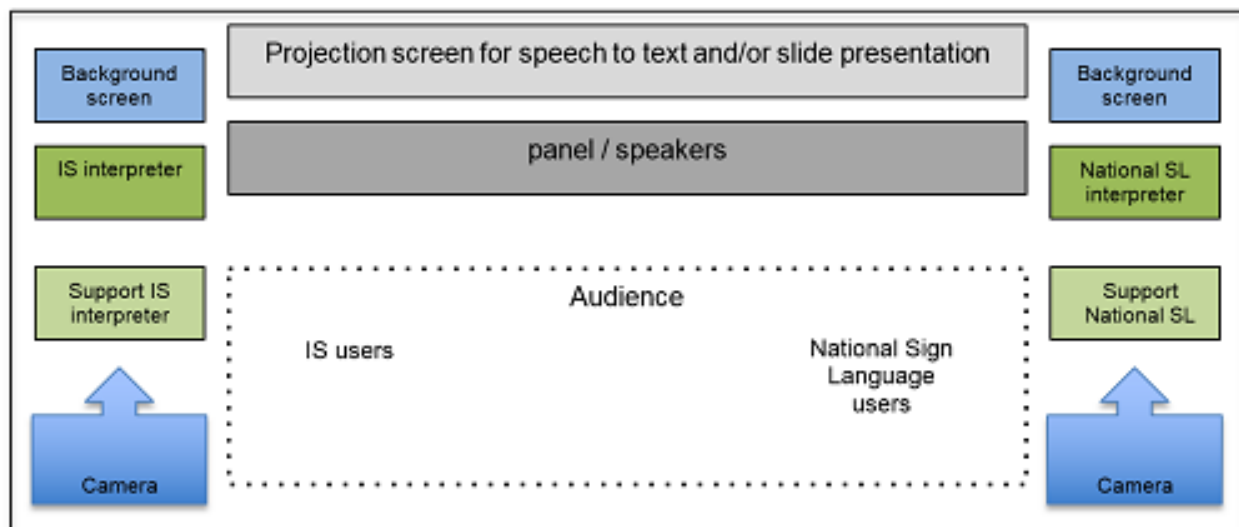 Projection screen for speech to text and/or slide presentation
Background
screen
Background
screen
panel / speakers
IS interpreter
National SL
interpreter
Support IS
interpreter
Audience
Support
National SL
IS users
National Sign
Language
users
Camera
Camera